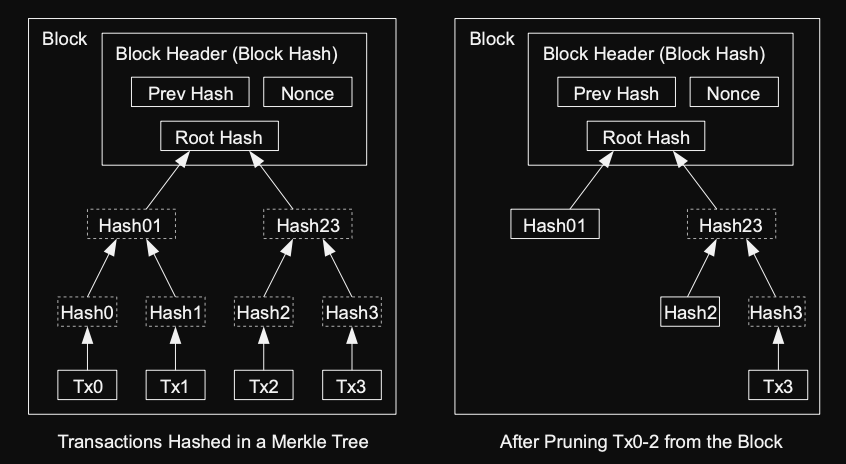 Block
Block Header (Block Hash)
Prev Hash
Nonce
Root Hash
Hash01
Hash23
Hash0
Hash1
Hash2
Hash3
Tx0
Tx1
Tx2
Tx3
Transactions Hashed in a Merkle Tree
Block
Block Header (Block Hash)
Prev Hash
Nonce
Root Hash
Hash01
Hash23
Hash2
Hash3
Tx3
After Pruning Tx0-2 from the Block